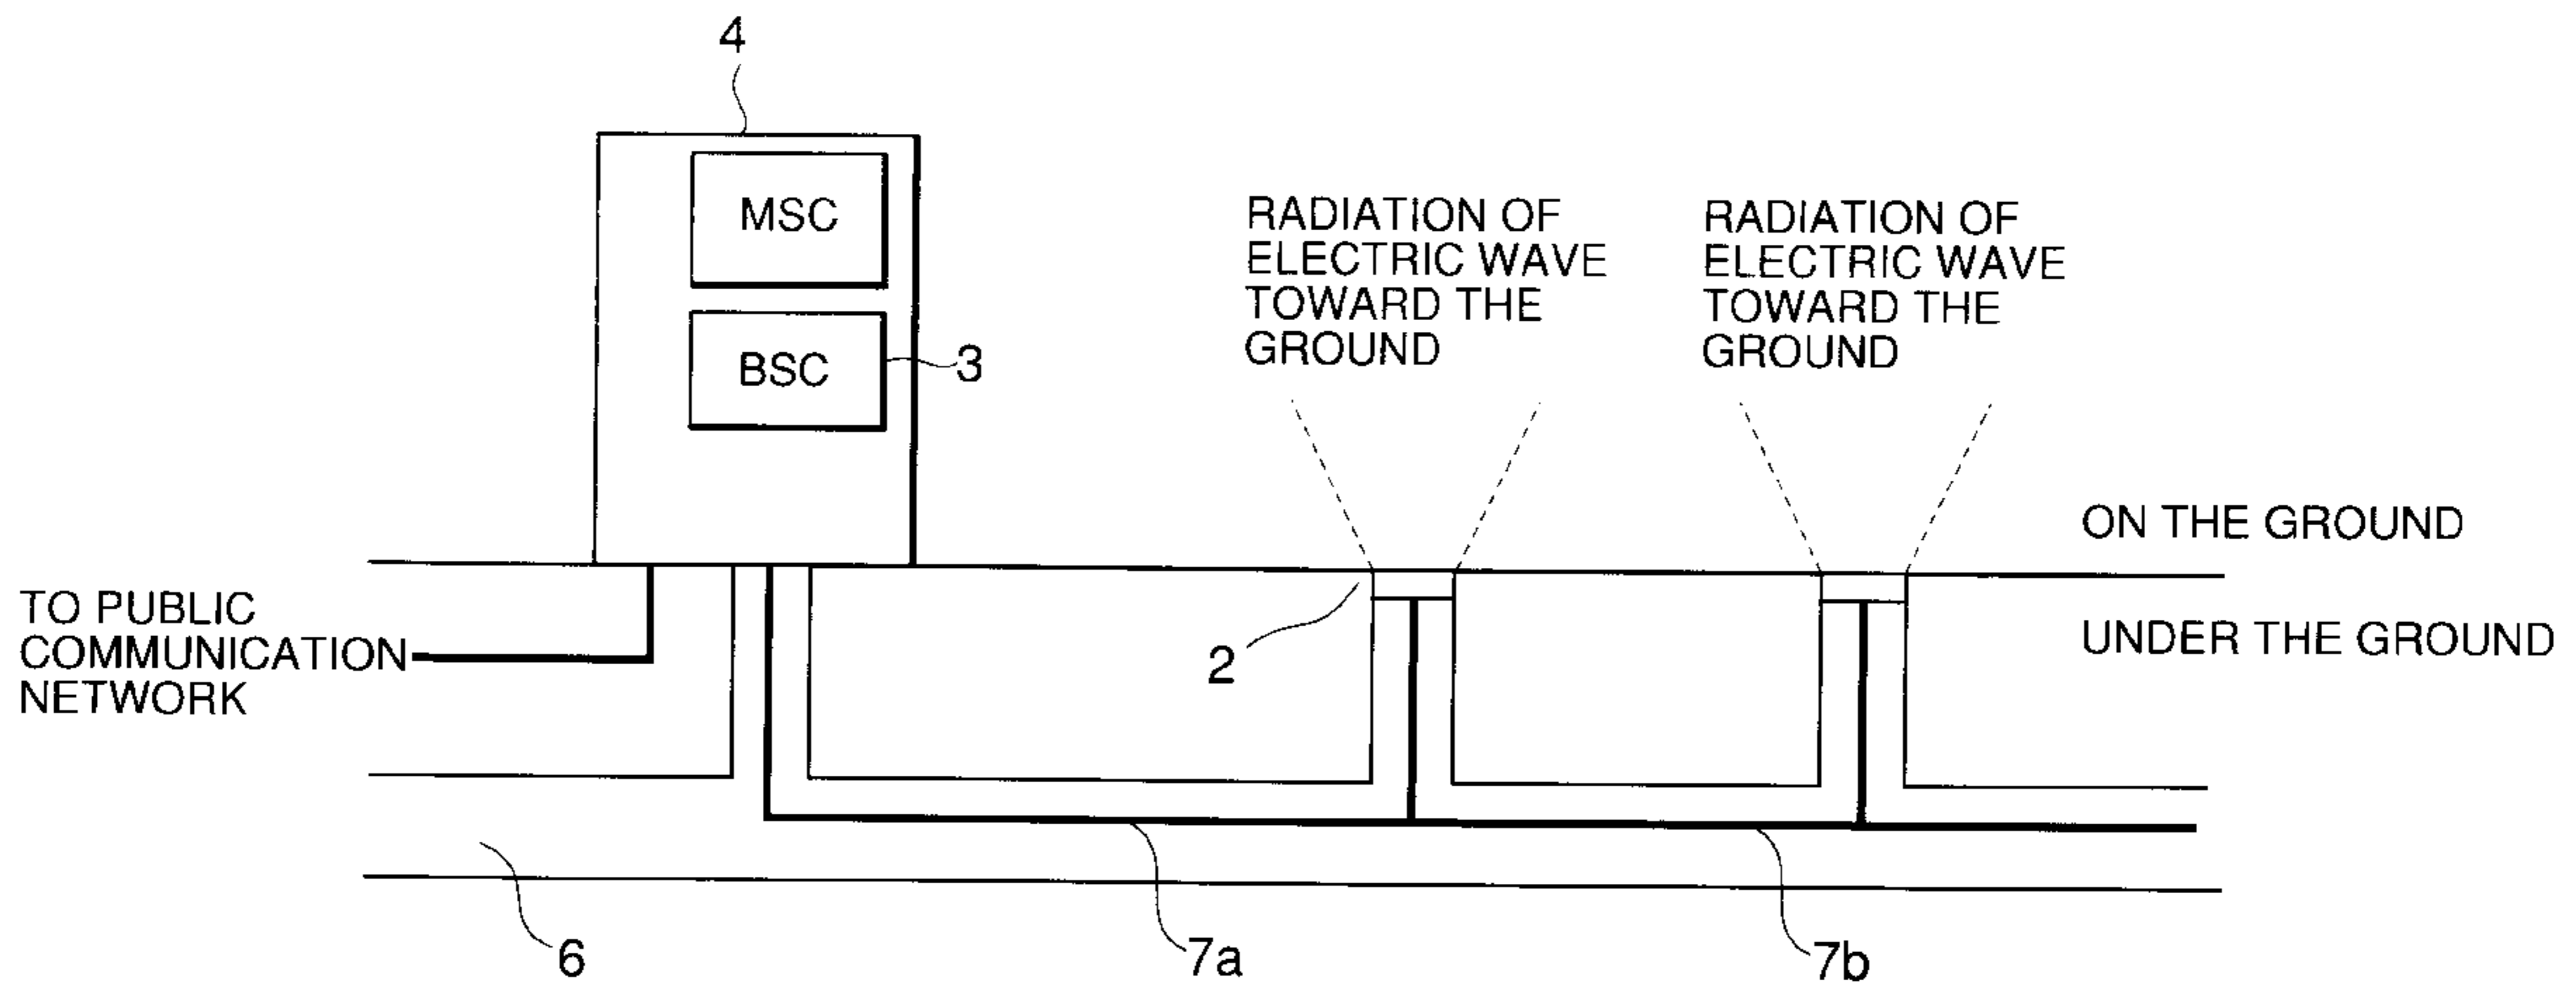 4
MSC
BSC
3
RADIATION OF
ELECTRIC WAVE
TOWARD THE
GROUND
RADIATION OF
ELECTRIC WAVE
TOWARD THE
GROUND
ON THE GROUND
UNDER THE GROUND
TO PUBLIC
COMMUNICATION
NETWORK
2
6
7a
7b